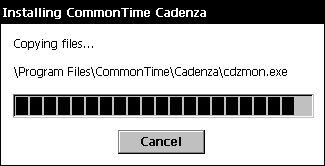 Installing CommonTime Cadenza
Copying files...
\Program Files\CommonTime\Cadenza\cdzmon.exe
Cancel